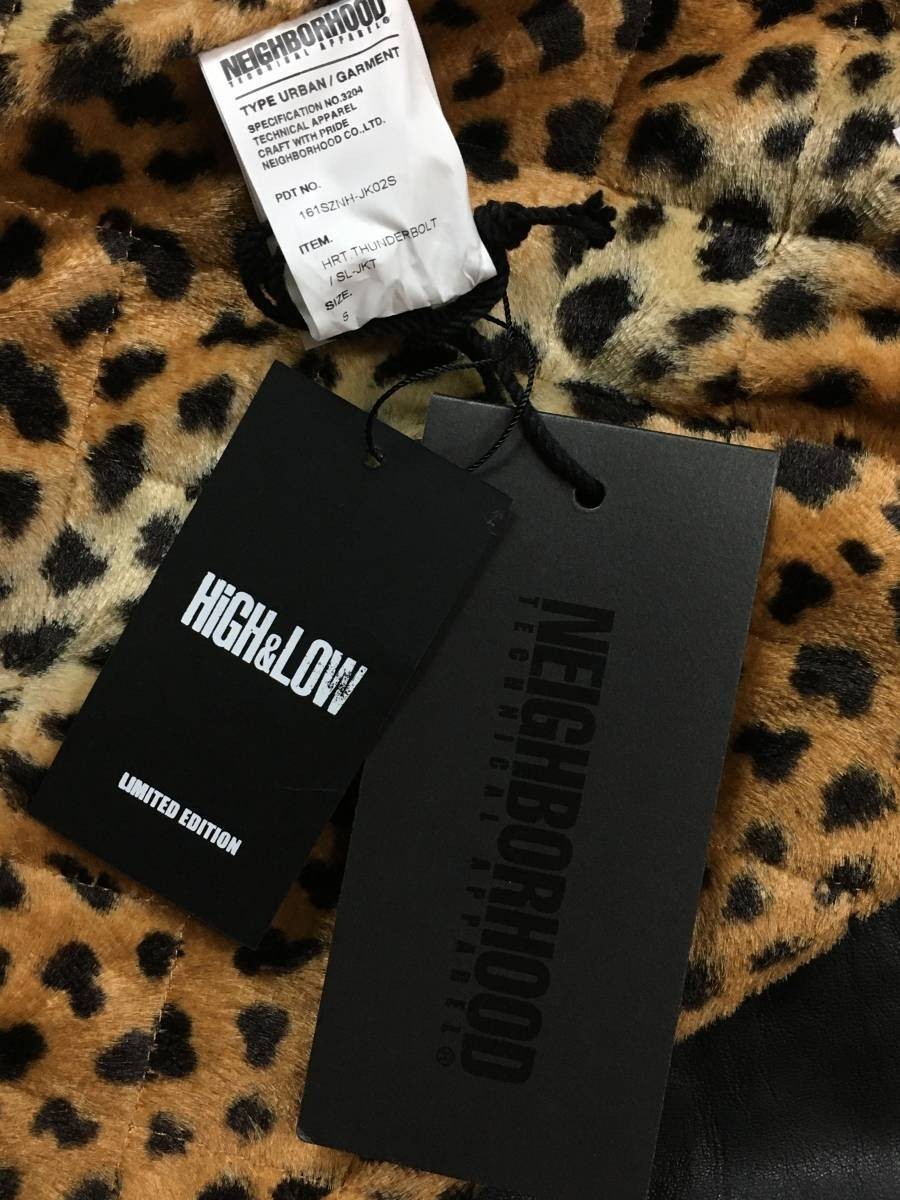 NEIGHBORHOOD
TECHNICAL APPAREL®
TYPE URBAN / GARMENT
SPECIFICATION NO.3204
TECHNICAL APPAREL
CRAFT WITH PRIDE
NEIGHBORHOOD CO.,LTD.
PDT NO.
161SZNH-JK02S
ITEM.
HRT.THUNDERBOLT
/ SL-JKT
SIZE.
S
HiGH&LOW
LIMITED EDITION
NEIGHBORHOOD
TECHNICAL APPAREL®